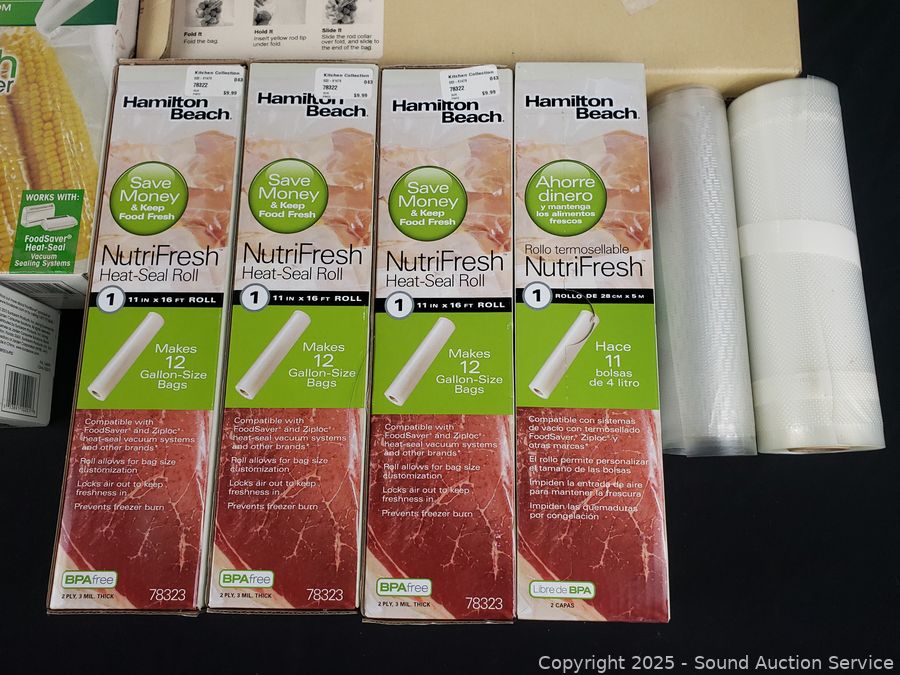 OM
Fold It
Fold the bag.
Hold It
Insert yellow rod tip
under fold.
Slide It
Slide the rod collar
over fold, and slide
to the end of the bag.
WORKS WITH:
FoodSaver®
Heat-Seal
Vacuum
Sealing Systems
Kitchen Collection
78322
043
$9.99
Hamilton
Beach
Save
Money
& Keep
Food Fresh
NutriFresh™
Heat-Seal Roll
1 11 IN X 16 FT ROLL
Makes
12
Gallon-Size
Bags
Compatible with
FoodSaver® and Ziploc®
heat-seal vacuum systems
and other brands*
Roll allows for bag size
customization
Locks air out to keep
freshness in
Prevents freezer burn
BPAfree
2 PLY, 3 MIL. THICK
78323
Kitchen Collection
78322
043
$9.99
Hamilton
Beach
Save
Money
& Keep
Food Fresh
NutriFresh™
Heat-Seal Roll
1 11 IN X 16 FT ROLL
Makes
12
Gallon-Size
Bags
Compatible with
FoodSaver® and Ziploc®
heat-seal vacuum systems
and other brands*
Roll allows for bag size
customization
Locks air out to keep
freshness in
Prevents freezer burn
BPAfree
2 PLY, 3 MIL. THICK
78323
Kitchen Collection
78322
043
$9.99
Hamilton
Beach
Save
Money
& Keep
Food Fresh
NutriFresh™
Heat-Seal Roll
1 11 IN X 16 FT ROLL
Makes
12
Gallon-Size
Bags
Compatible with
FoodSaver® and Ziploc®
heat-seal vacuum systems
and other brands*
Roll allows for bag size
customization
Locks air out to keep
freshness in
Prevents freezer burn
BPAfree
2 PLY, 3 MIL. THICK
78323
Hamilton
Beach
Ahorre
dinero
y mantenga
los alimentos
frescos
Rollo termosellable
NutriFresh™
1 ROLLO DE 28 CM X 5 M
Hace
11
bolsas
de 4 litro
Compatible con sistemas
de vacío con termosellado
FoodSaver,® Ziploc® y
otras marcas*
El rollo permite personalizar
el tamaño de las bolsas
Impiden la entrada de aire
para mantener la frescura
Impiden las quemaduras
por congelación
Libre de BPA
2 CAPAS
Copyright 2025 - Sound Auction Service